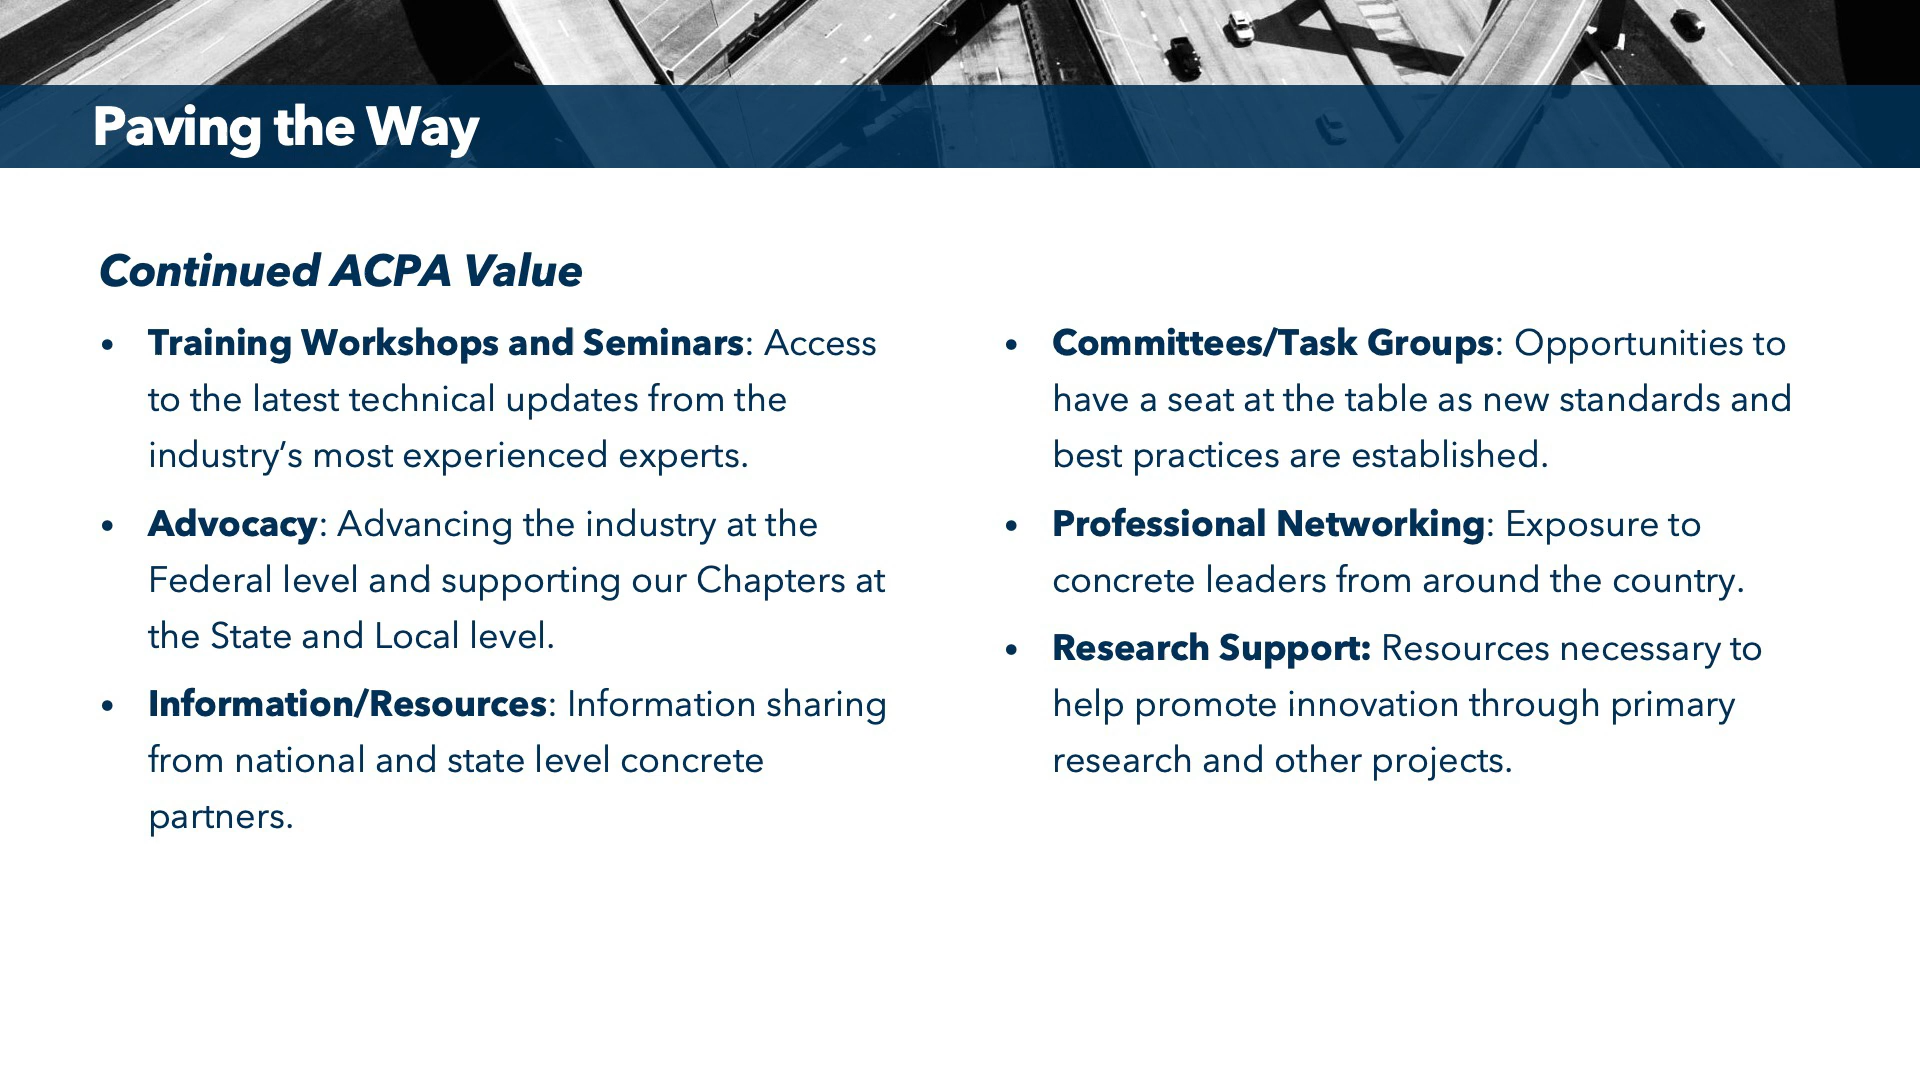 Paving the Way
Continued ACPA Value
• Training Workshops and Seminars: Access
to the latest technical updates from the
industry’s most experienced experts.
• Advocacy: Advancing the industry at the
Federal level and supporting our Chapters at
the State and Local level.
• Information/Resources: Information sharing
from national and state level concrete
partners.
• Committees/Task Groups: Opportunities to
have a seat at the table as new standards and
best practices are established.
• Professional Networking: Exposure to
concrete leaders from around the country.
• Research Support: Resources necessary to
help promote innovation through primary
research and other projects.